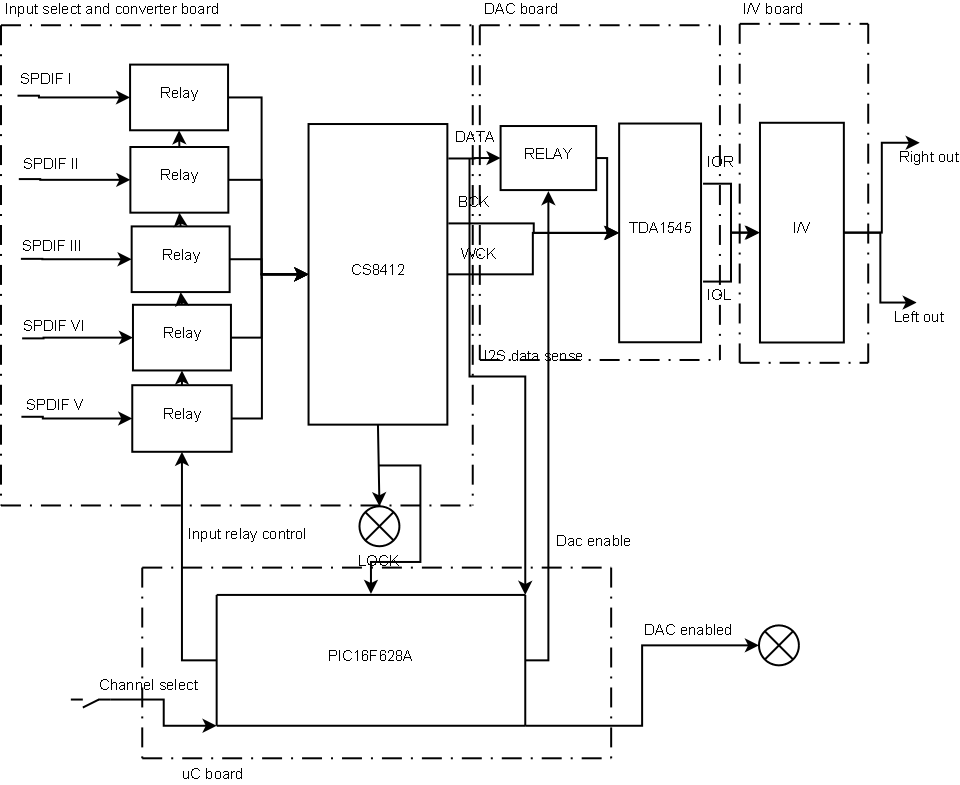 Input select and converter board
DAC board
I/V board
SPDIF I
Relay
SPDIF II
Relay
SPDIF III
Relay
SPDIF VI
Relay
SPDIF V
Relay
CS8412
DATA
BCK
WCK
RELAY
TDA1545
IOR
IOL
I/V
Right out
Left out
I2S data sense
Input relay control
LOCK
Dac enable
PIC16F628A
DAC enabled
Channel select
uC board